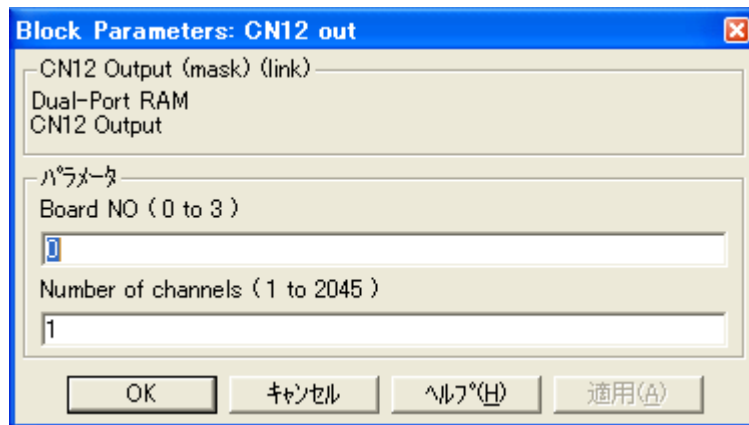 Block Parameters: CN12 out
CN12 Output (mask) (link)
Dual-Port RAM
CN12 Output
パラメータ
Board NO ( 0 to 3 )
0
Number of channels ( 1 to 2045 )
1
OK キャンセル ヘルプ(H) 適用(A)